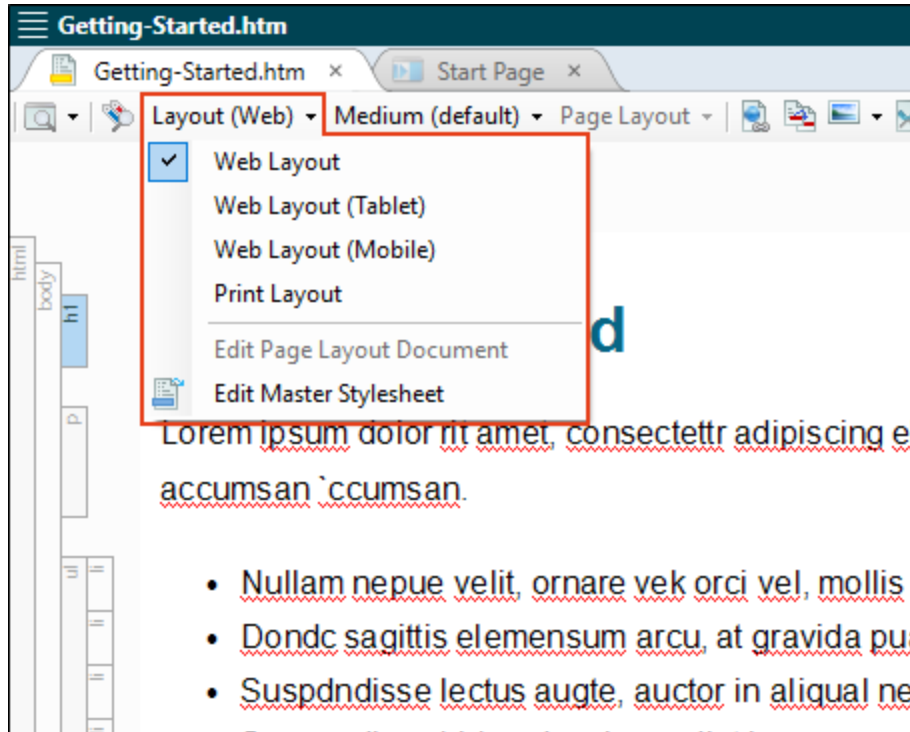 Getting-Started.htm
Getting-Started.htm × Start Page ×
Layout (Web) Medium (default) Page Layout
Web Layout
Web Layout (Tablet)
Web Layout (Mobile)
Print Layout
Edit Page Layout Document
Edit Master Stylesheet
html
body
h1
d
p
Lorem ipsum dolor rit amet, consectettr adipiscing e
accumsan `ccumsan.
ul
li
• Nullam nepue velit, ornare vek orci vel, mollis
li
• Dondc sagittis elemensum arcu, at gravida pua
li
• Suspdndisse lectus augte, auctor in aliqual ne